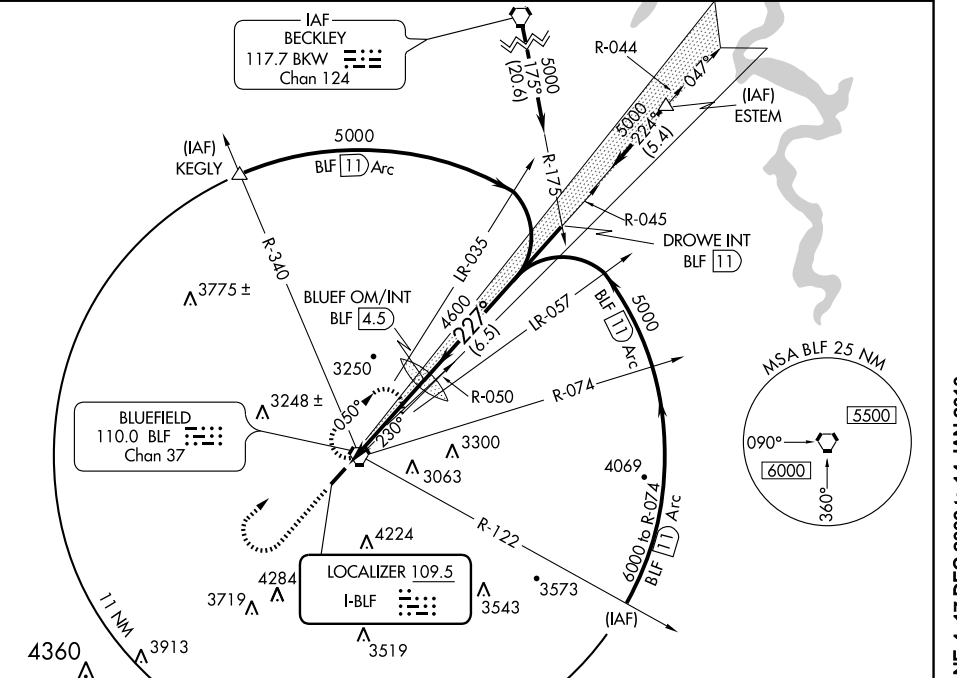 IAF
BECKLEY
117.7 BKW
Chan 124
5000
175°
(20.6)
R-044
047°
(IAF)
ESTEM
5000
224°
(5.4)
(IAF)
KEGLY
5000
BLF 11 Arc
R-175
R-045
DROWE INT
BLF 11
R-340
LR-035
3775 ±
BLUEF OM/INT
BLF 4.5
4600
227°
(6.5)
LR-057
BLF 11 Arc
5000
3250
R-050
R-074
MSA BLF 25 NM
5500
090°
6000
360°
3248 ±
050°
230°
BLUEFIELD
110.0 BLF
Chan 37
3300
3063
4069
R-122
6000 to R-074
BLF 11 Arc
4224
LOCALIZER 109.5
I-BLF
4284
3719
3543
3573
(IAF)
3519
11 NM
3913
4360